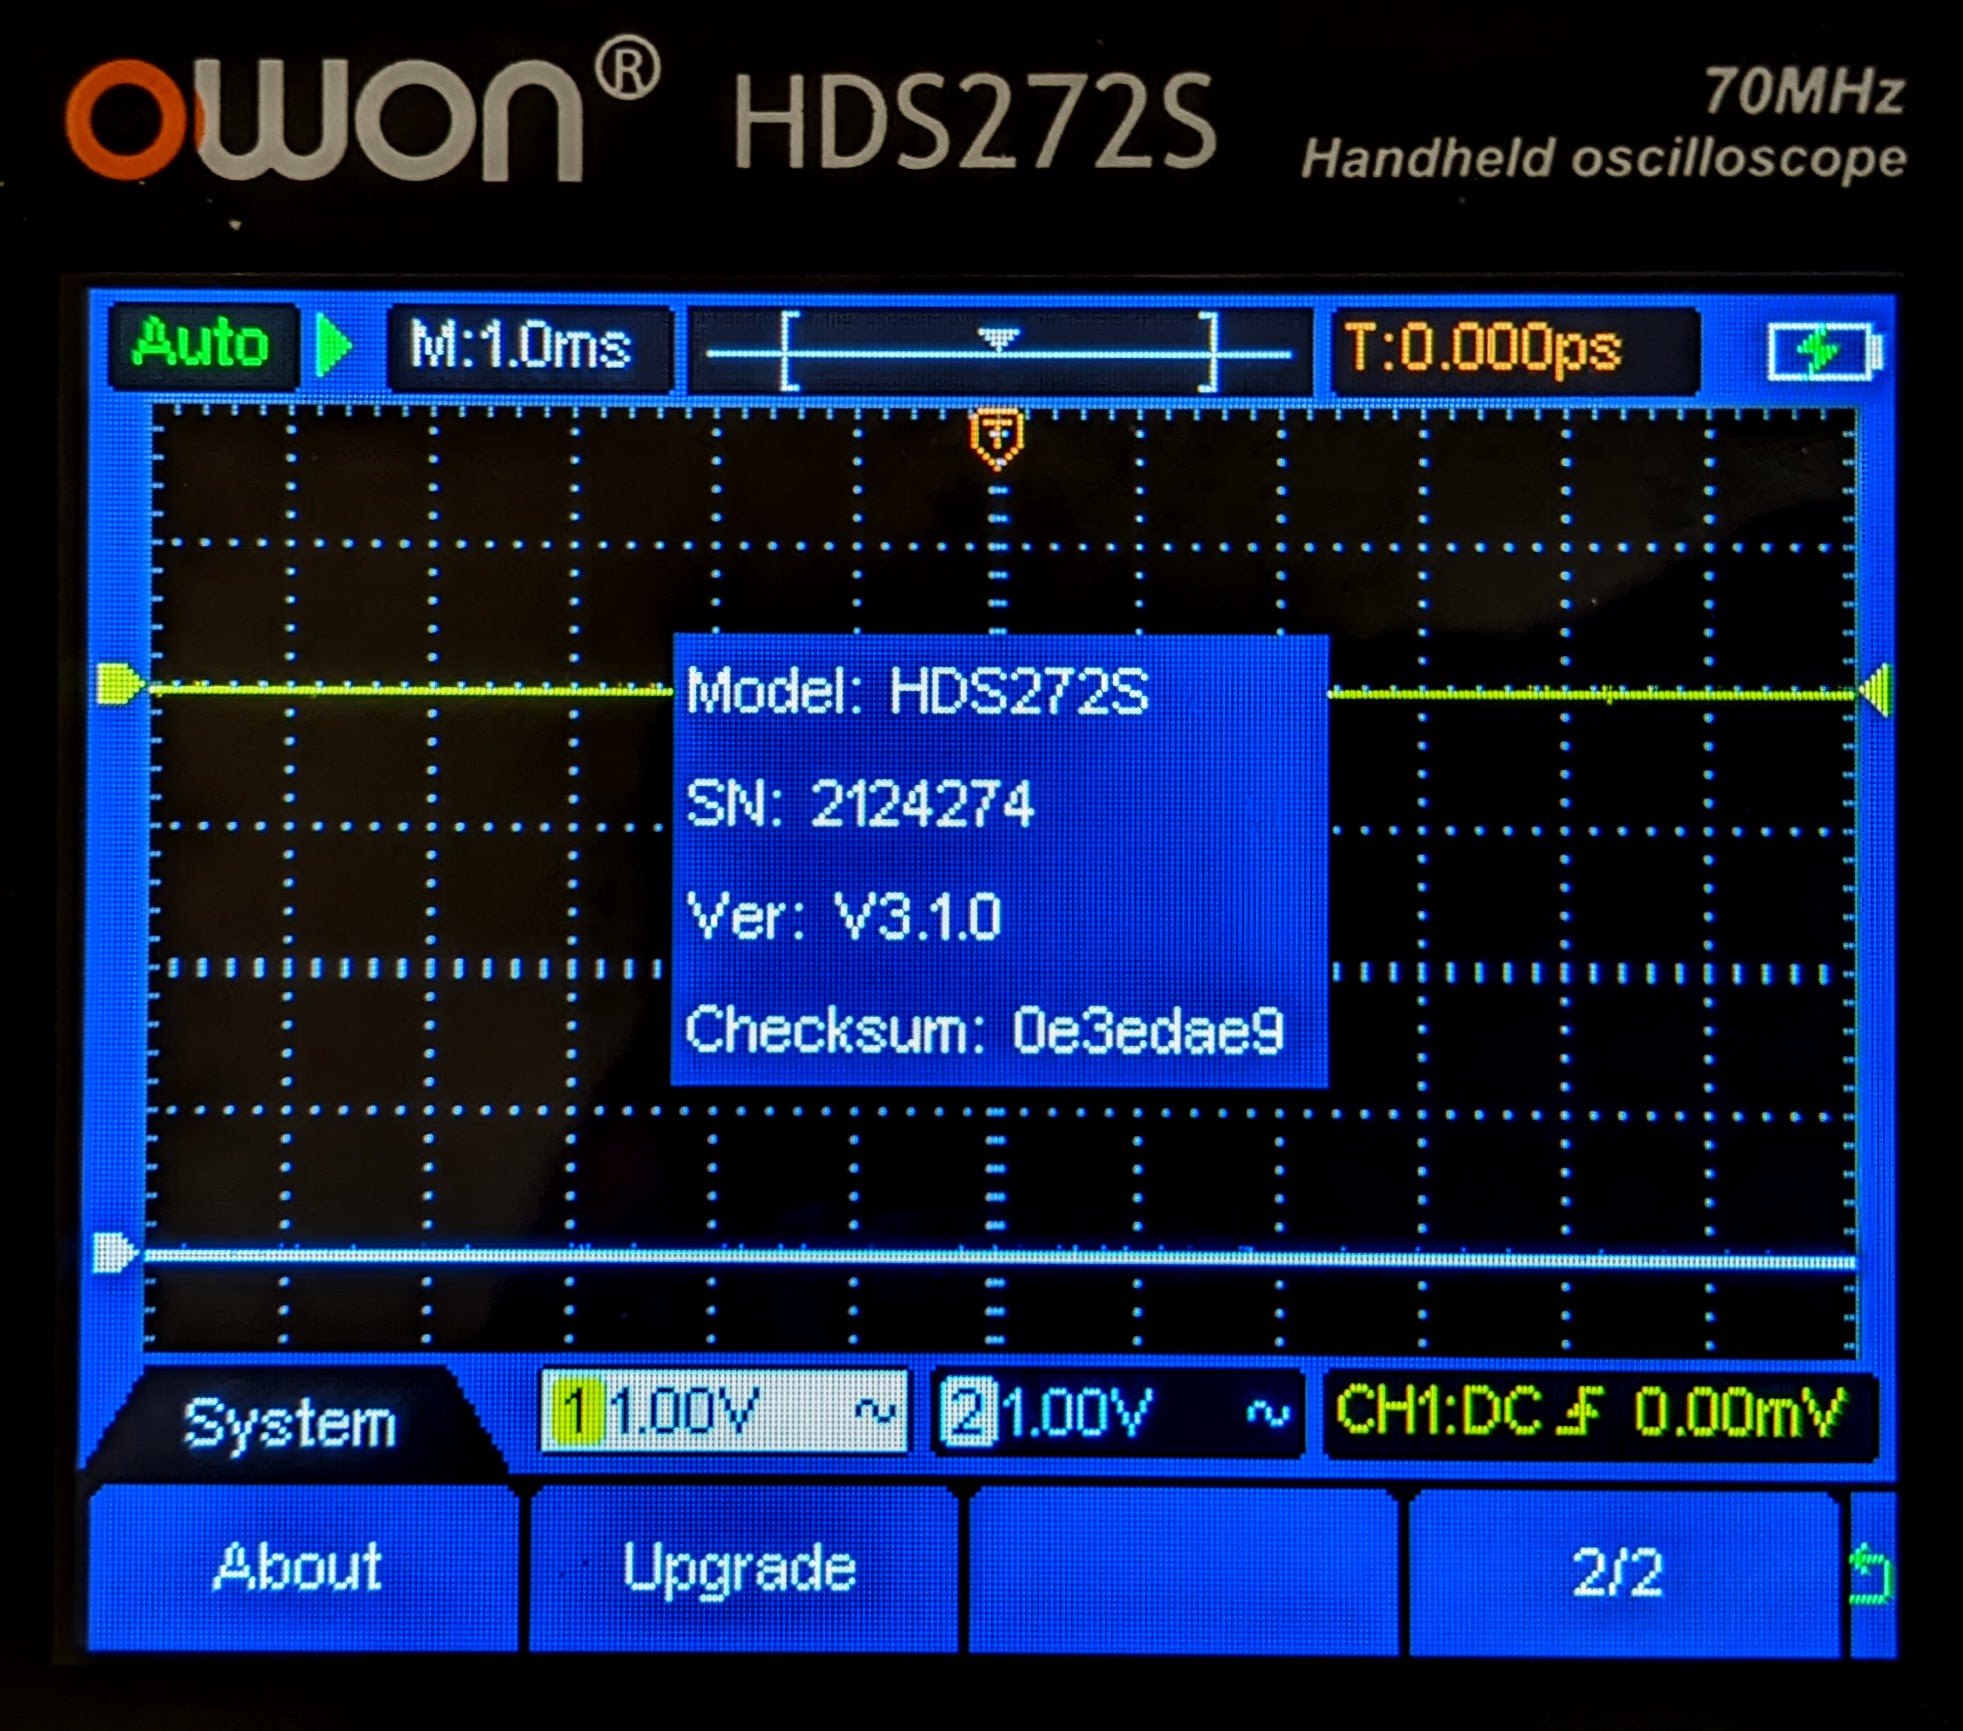 owon® HDS272S
70MHz
Handheld oscilloscope
Auto M:1.0ms T:0.000ps
T
Model: HDS272S
SN: 2124274
Ver: V3.1.0
Checksum: 0e3edae9
System 1 1.00V ~ 2 1.00V ~ CH1:DC 0.00mV
About Upgrade 2/2